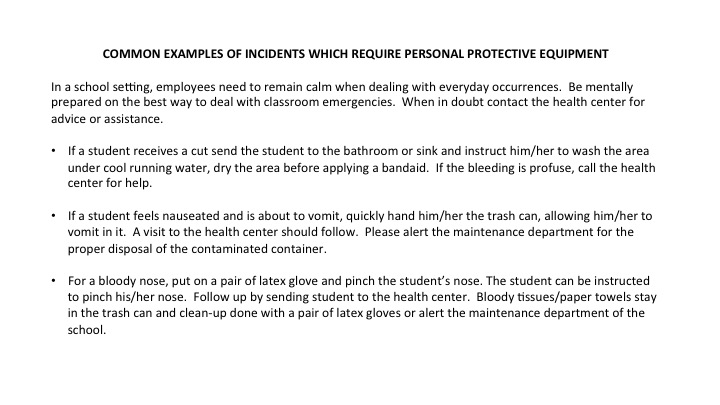 COMMON EXAMPLES OF INCIDENTS WHICH REQUIRE PERSONAL PROTECTIVE EQUIPMENT
In a school setting, employees need to remain calm when dealing with everyday occurrences.  Be mentally
prepared on the best way to deal with classroom emergencies.  When in doubt contact the health center for
advice or assistance.
• If a student receives a cut send the student to the bathroom or sink and instruct him/her to wash the area
under cool running water, dry the area before applying a bandaid.  If the bleeding is profuse, call the health
center for help.
• If a student feels nauseated and is about to vomit, quickly hand him/her the trash can, allowing him/her to
vomit in it.  A visit to the health center should follow.  Please alert the maintenance department for the
proper disposal of the contaminated container.
• For a bloody nose, put on a pair of latex glove and pinch the student’s nose. The student can be instructed
to pinch his/her nose.  Follow up by sending student to the health center.  Bloody tissues/paper towels stay
in the trash can and clean-up done with a pair of latex gloves or alert the maintenance department of the
school.